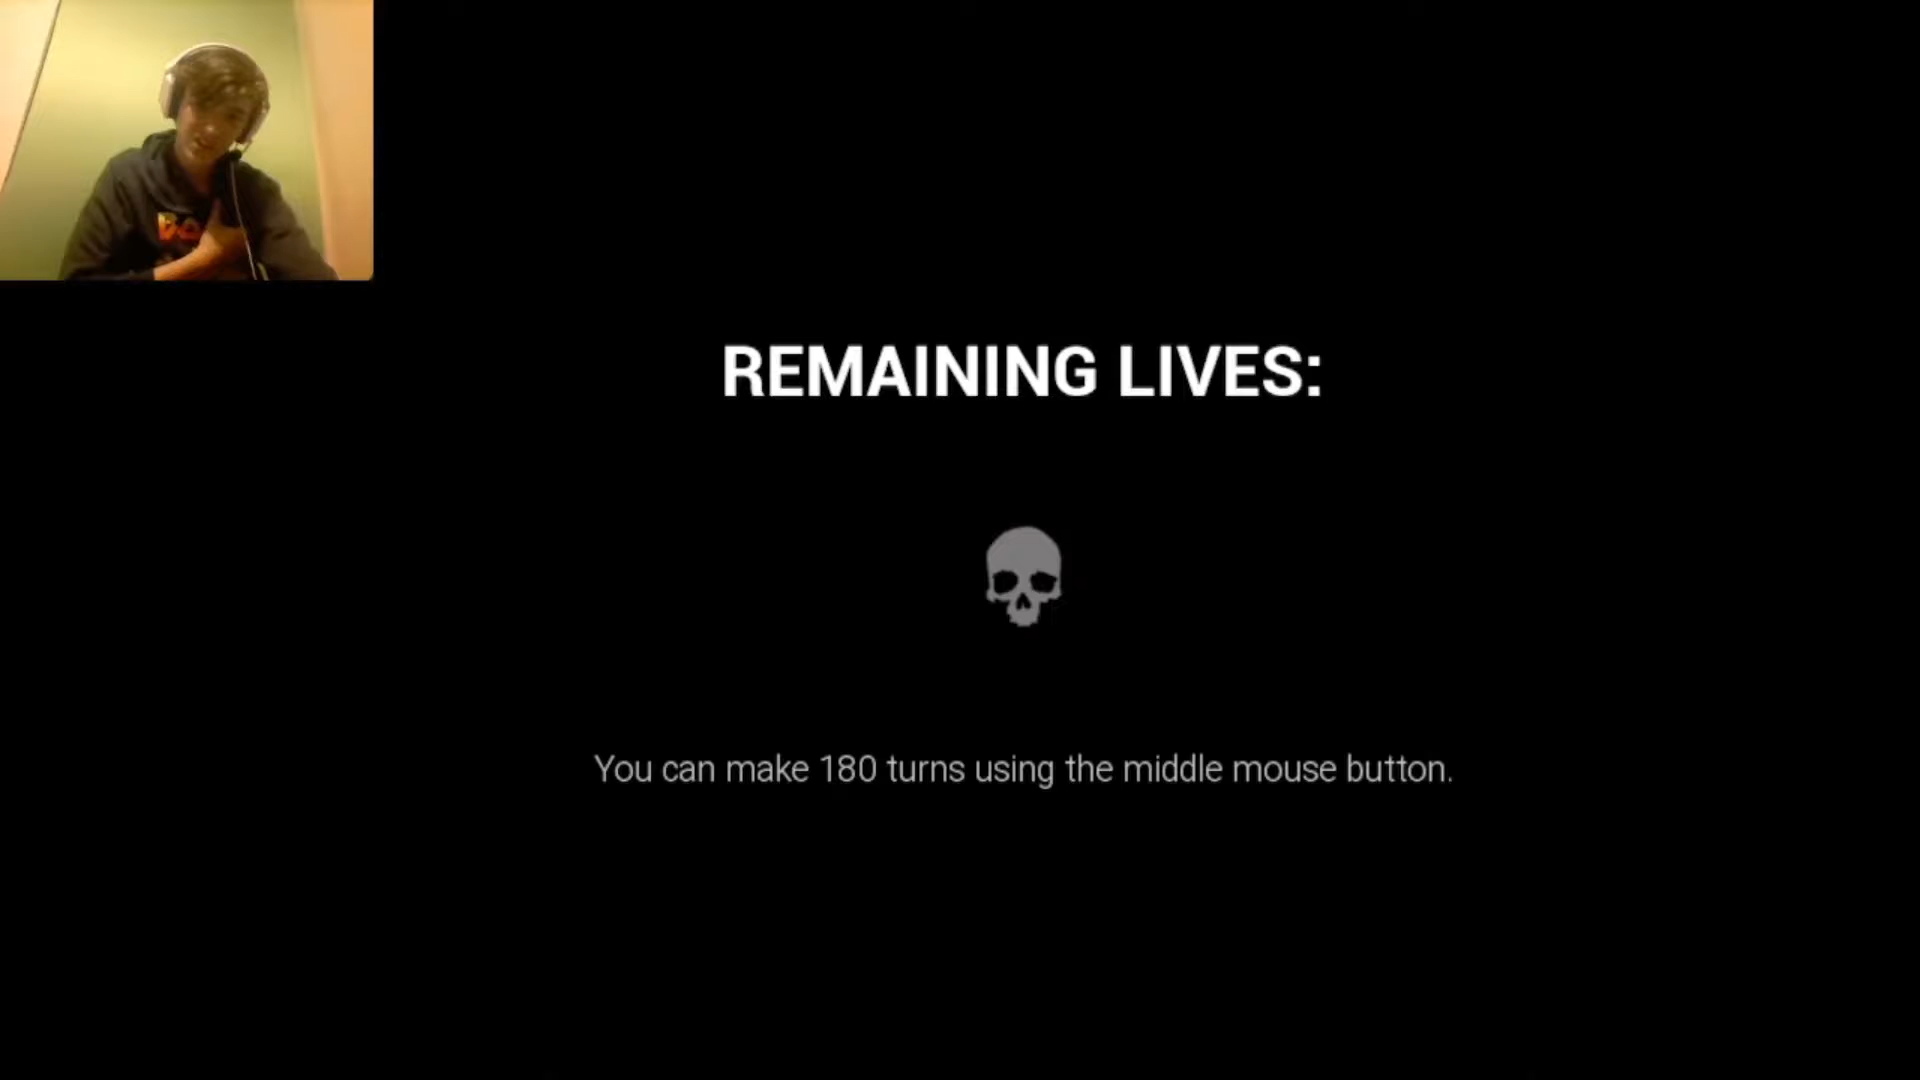 REMAINING LIVES:
You can make 180 turns using the middle mouse button.